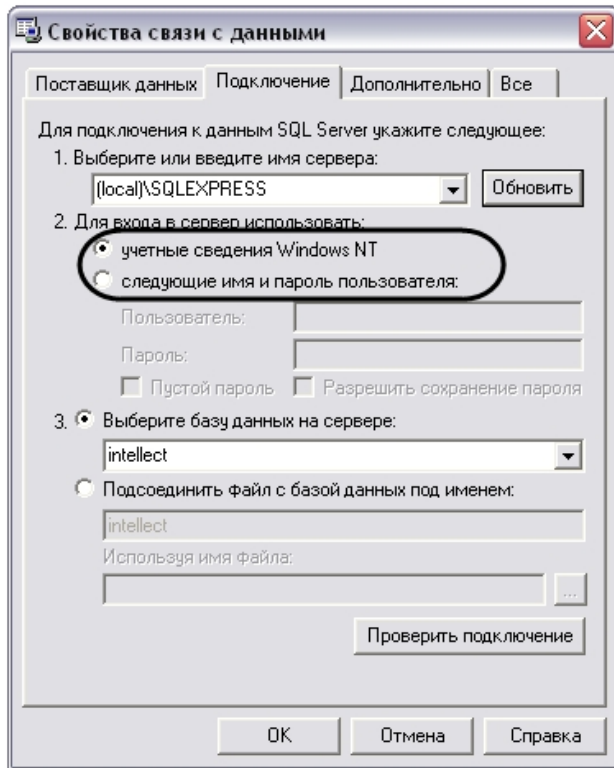 Свойства связи с данными
Поставщик данных Подключение Дополнительно Все
Для подключения к данным SQL Server укажите следующее:
1. Выберите или введите имя сервера:
(local)\SQLEXPRESS Обновить
2. Для входа в сервер использовать:
учетные сведения Windows NT
следующие имя и пароль пользователя:
Пользователь:
Пароль:
Пустой пароль Разрешить сохранение пароля
3. Выберите базу данных на сервере:
intellect
Подсоединить файл с базой данных под именем:
intellect
Используя имя файла:
...
Проверить подключение
OK Отмена Справка